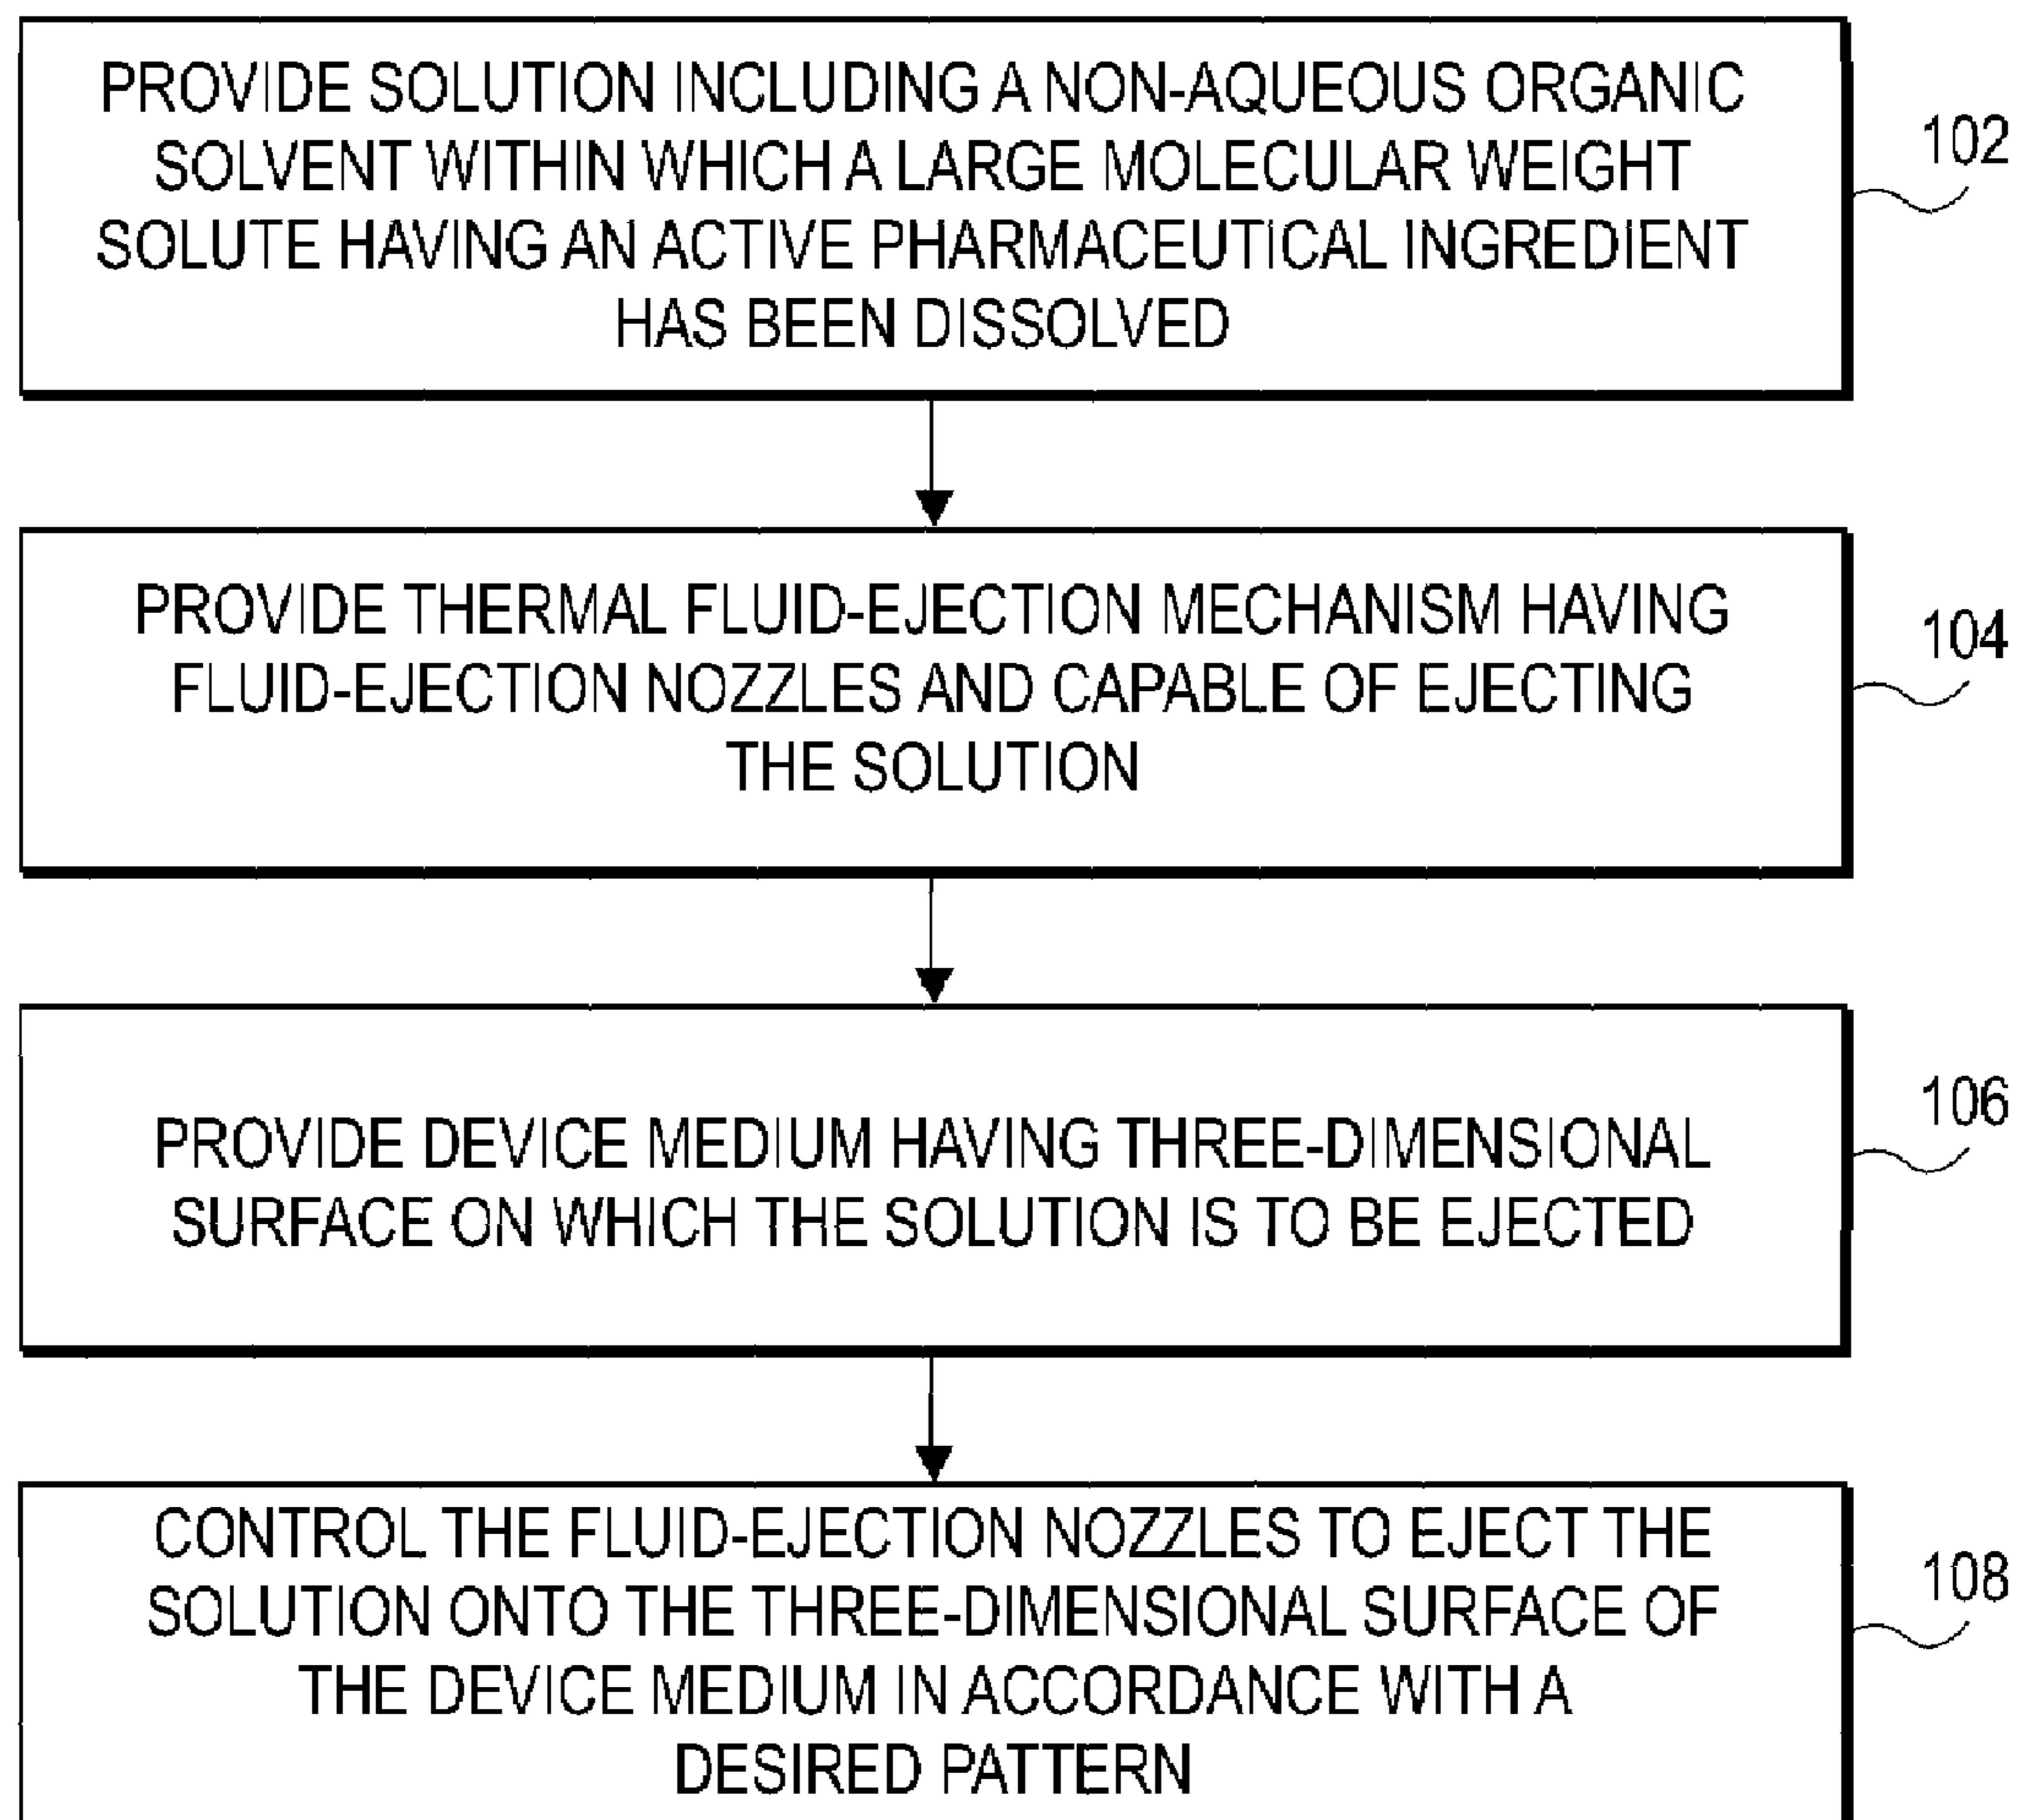 PROVIDE SOLUTION INCLUDING A NON-AQUEOUS ORGANIC
SOLVENT WITHIN WHICH A LARGE MOLECULAR WEIGHT
SOLUTE HAVING AN ACTIVE PHARMACEUTICAL INGREDIENT
HAS BEEN DISSOLVED
102
PROVIDE THERMAL FLUID-EJECTION MECHANISM HAVING
FLUID-EJECTION NOZZLES AND CAPABLE OF EJECTING
THE SOLUTION
104
PROVIDE DEVICE MEDIUM HAVING THREE-DIMENSIONAL
SURFACE ON WHICH THE SOLUTION IS TO BE EJECTED
106
CONTROL THE FLUID-EJECTION NOZZLES TO EJECT THE
SOLUTION ONTO THE THREE-DIMENSIONAL SURFACE OF
THE DEVICE MEDIUM IN ACCORDANCE WITH A
DESIRED PATTERN
108